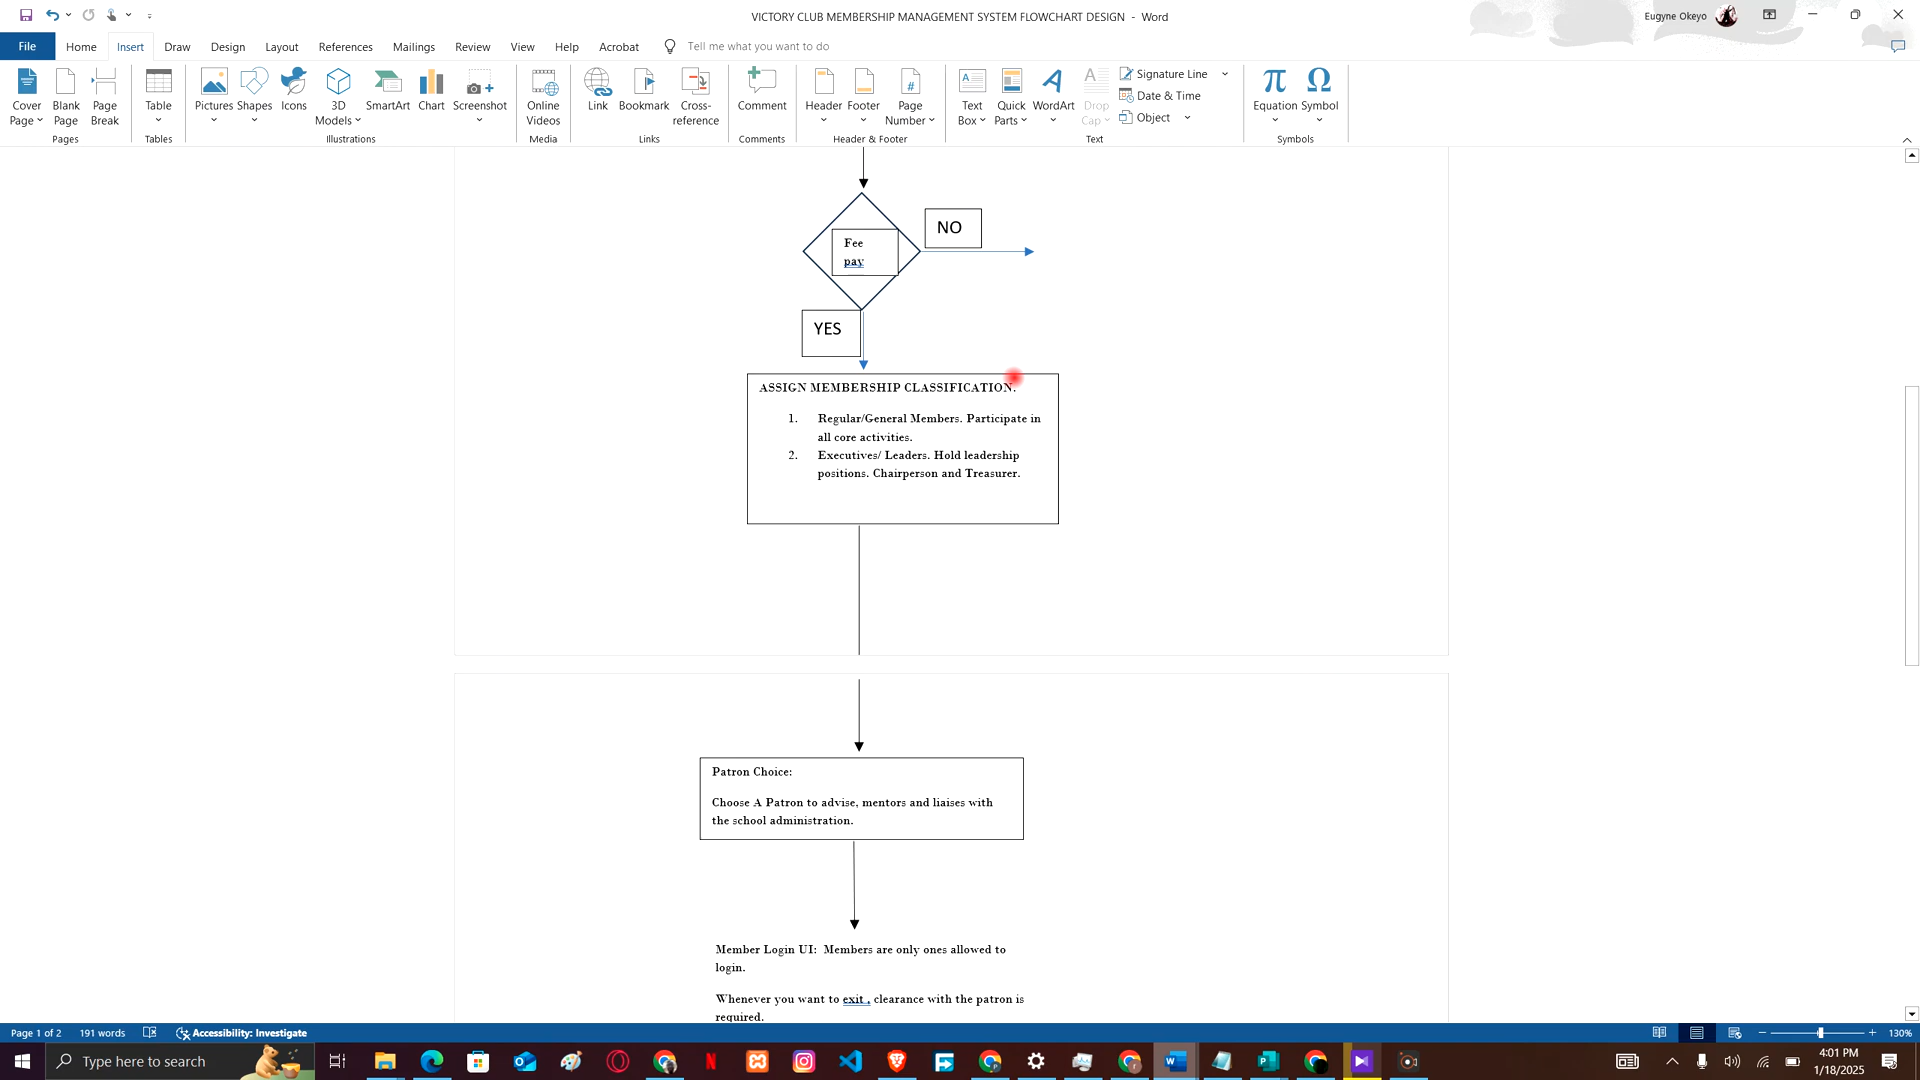 VICTORY CLUB MEMBERSHIP MANAGEMENT SYSTEM FLOWCHART DESIGN - Word
Eugyne Okeyo
File Home Insert Draw Design Layout References Mailings Review View Help Acrobat Tell me what you want to do
Cover Page
Blank Page
Page Break
Pages
Table
Tables
Pictures
Shapes
Icons
3D Models
SmartArt
Chart
Screenshot
Illustrations
Online Videos
Media
Link
Bookmark
Cross-reference
Links
Comment
Comments
Header
Footer
Page Number
Header & Footer
Text Box
Quick Parts
WordArt
Drop Cap
Signature Line
Date & Time
Object
Text
Equation
Symbol
Symbols
NO
Fee
pay
YES
ASSIGN MEMBERSHIP CLASSIFICATION.
1. Regular/General Members. Participate in
all core activities.
2. Executives/ Leaders. Hold leadership
positions. Chairperson and Treasurer.
Patron Choice:
Choose A Patron to advise, mentors and liaises with
the school administration.
Member Login UI: Members are only ones allowed to
login.
Whenever you want to exit , clearance with the patron is
required.
Page 1 of 2 191 words Accessibility: Investigate 130%
Type here to search
4:01 PM
1/18/2025